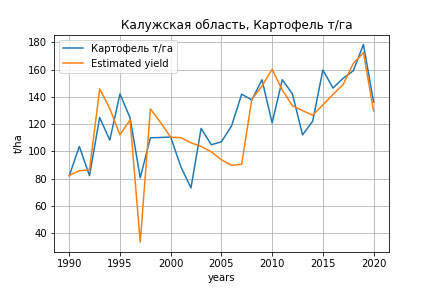 Калужская область, Картофель т/га
Картофель т/га
Estimated yield
180
160
140
120
100
80
60
40
t/ha
1990 1995 2000 2005 2010 2015 2020
years